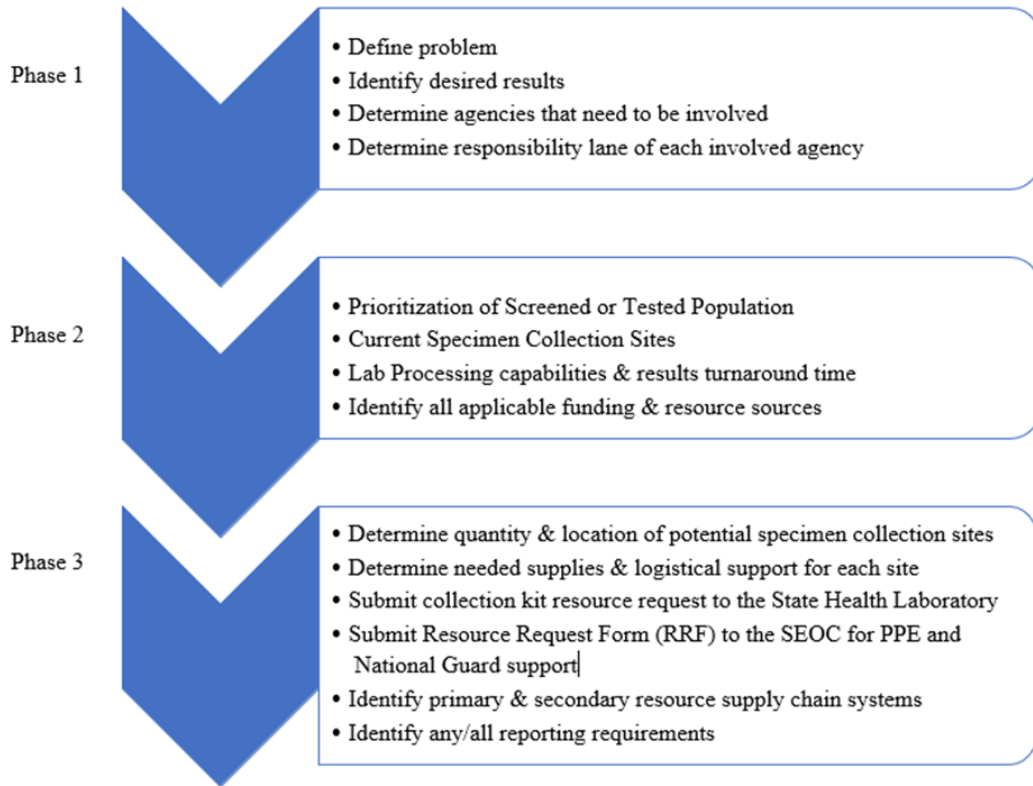 Phase 1
• Define problem
• Identify desired results
• Determine agencies that need to be involved
• Determine responsibility lane of each involved agency
Phase 2
• Prioritization of Screened or Tested Population
• Current Specimen Collection Sites
• Lab Processing capabilities & results turnaround time
• Identify all applicable funding & resource sources
Phase 3
• Determine quantity & location of potential specimen collection sites
• Determine needed supplies & logistical support for each site
• Submit collection kit resource request to the State Health Laboratory
• Submit Resource Request Form (RRF) to the SEOC for PPE and
National Guard support
• Identify primary & secondary resource supply chain systems
• Identify any/all reporting requirements